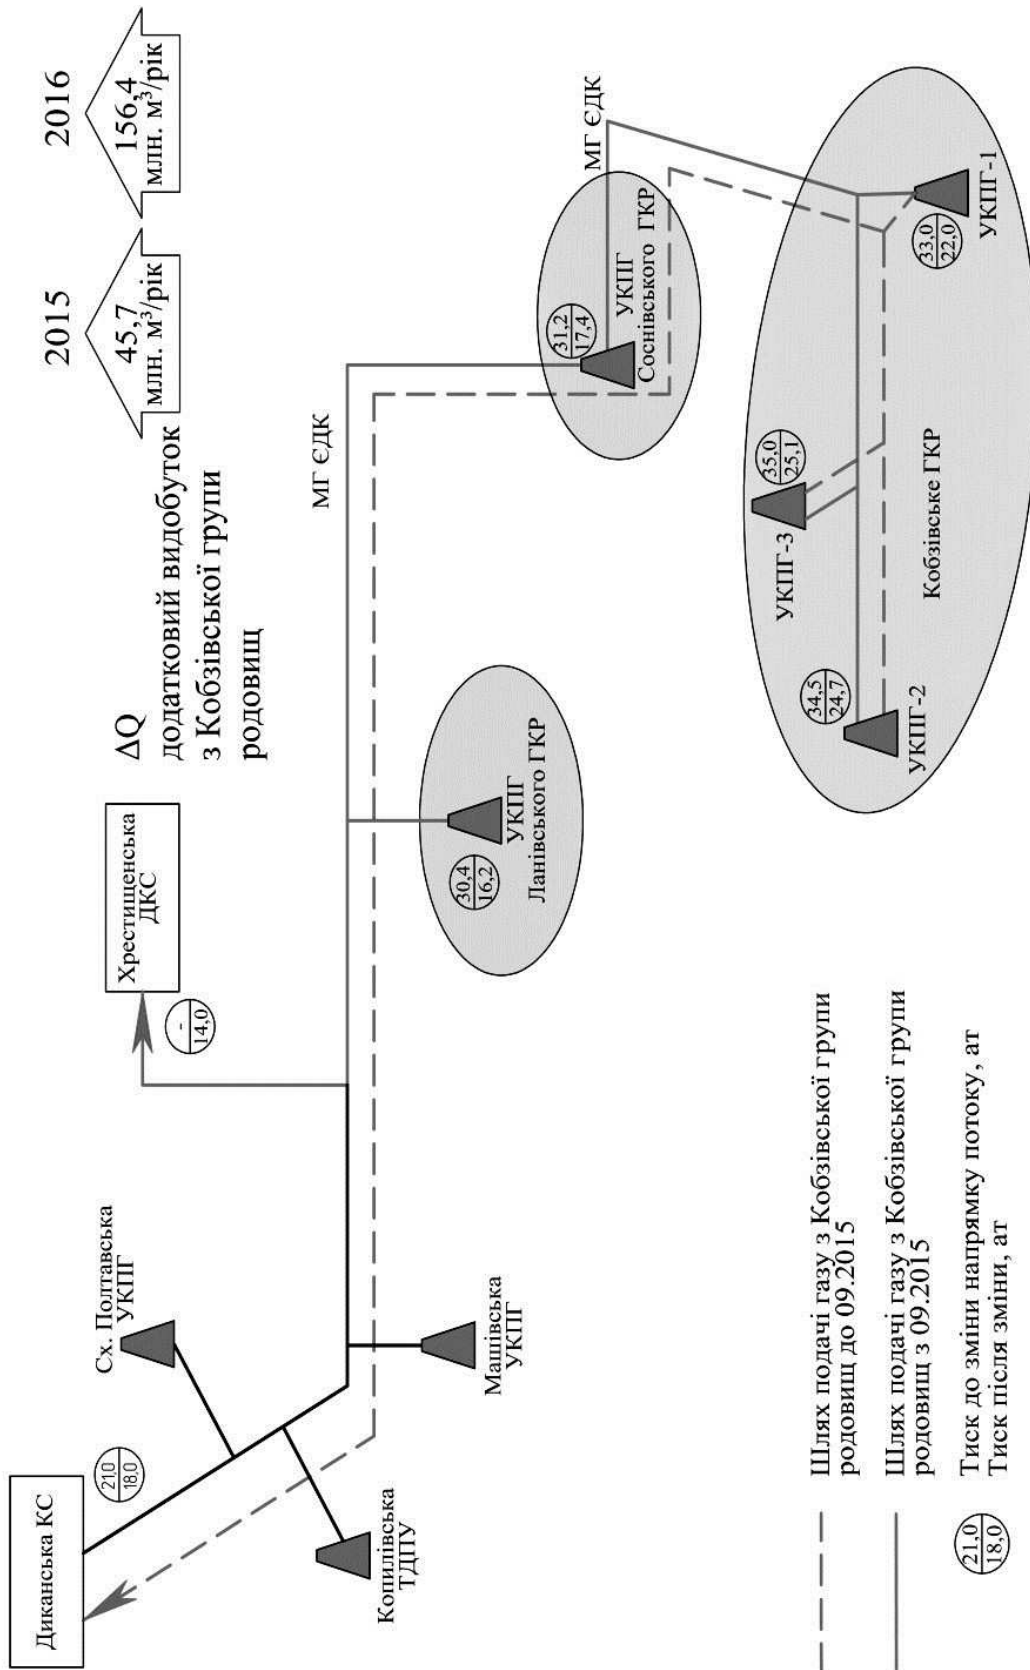 Диканська КС
21,0
18,0
Сх. Полтавська
УКПГ
Копилівська
ТДПУ
Машівська
УКПГ
Хрестищенська
ДКС
-
14,0
ΔQ
додатковий видобуток
з Кобзівської групи
родовищ
2015
45,7
млн. м³/рік
2016
156,4
млн. м³/рік
МГ ЄДК
30,4
16,2
УКПГ
Ланівського ГКР
31,2
17,4
УКПГ
Соснівського ГКР
МГ ЄДК
34,5
24,7
УКПГ-2
35,0
25,1
УКПГ-3
33,0
22,0
УКПГ-1
Кобзівське ГКР
Шлях подачі газу з Кобзівської групи
родовищ до 09.2015
Шлях подачі газу з Кобзівської групи
родовищ з 09.2015
21,0
18,0
Тиск до зміни напрямку потоку, ат
Тиск після зміни, ат